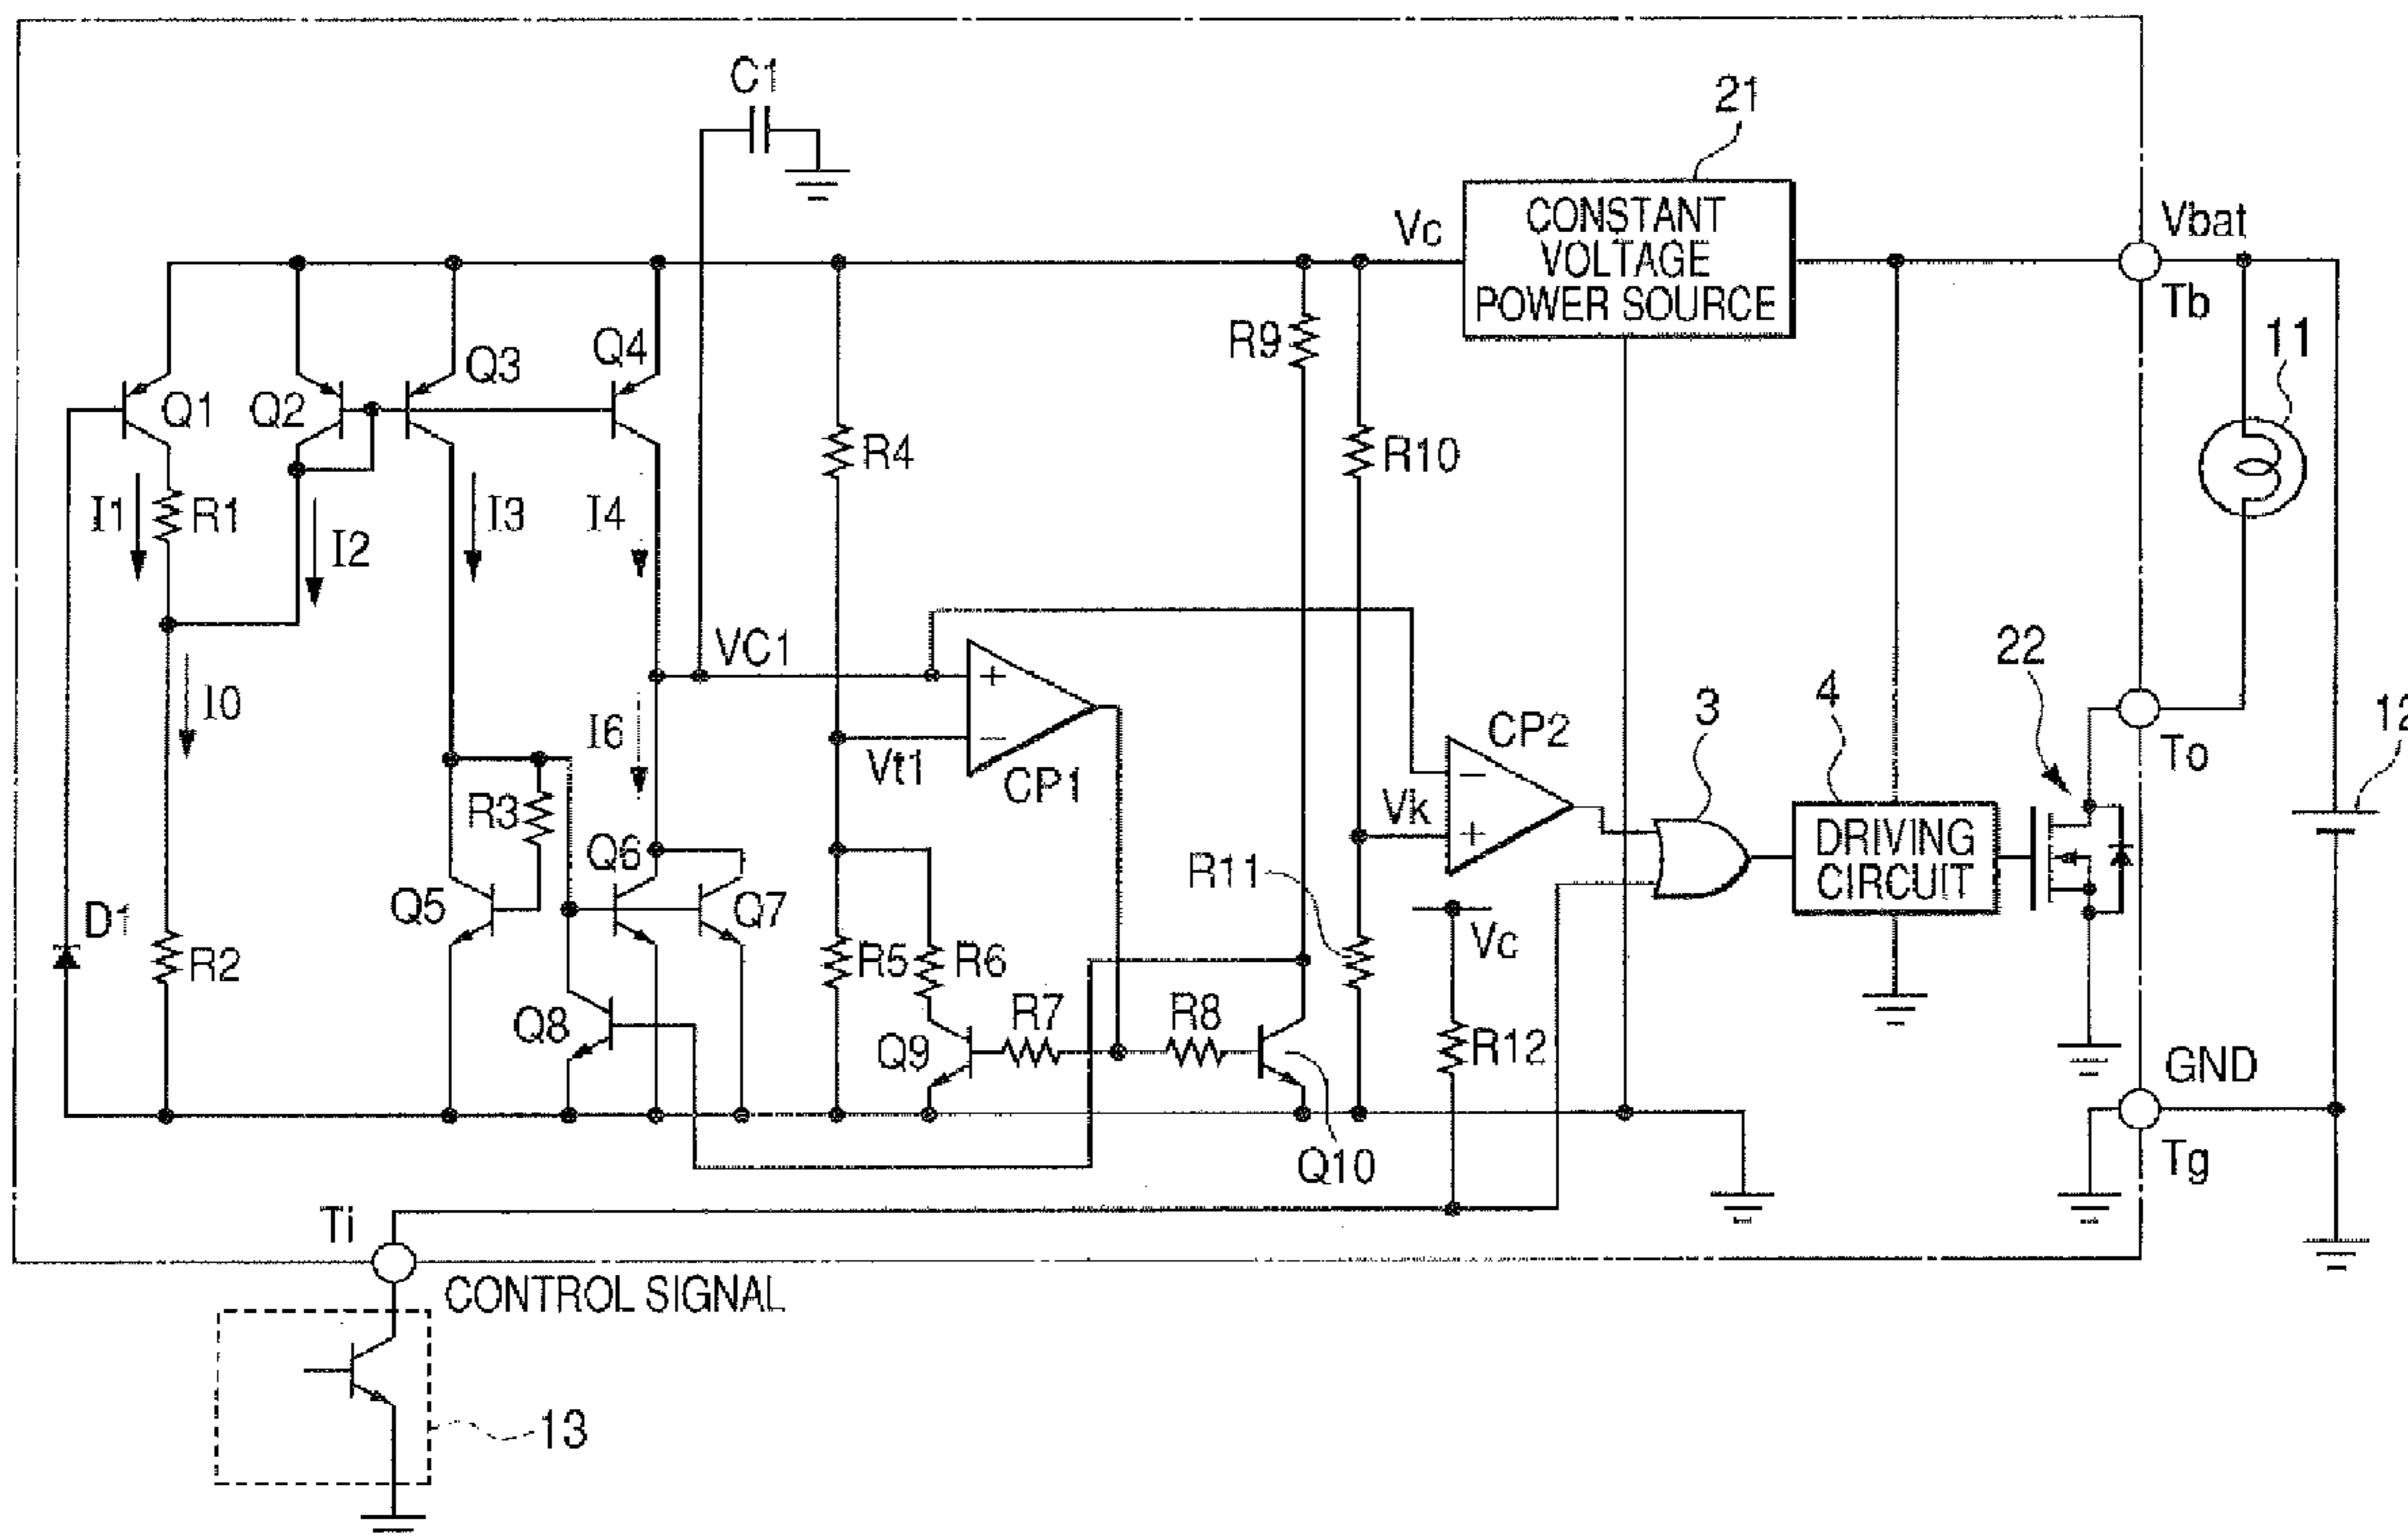 C1
21
Vc
CONSTANT
VOLTAGE
POWER SOURCE
Vbat
Tb
11
R9
Q1
Q2
Q3
Q4
R4
R10
I1
R1
I2
I3
I4
VC1
22
I0
I6
Vt1
CP1
CP2
3
4
To
12
R3
Vk
R11
D1
R2
Q5
Q6
Q7
Vc
DRIVING
CIRCUIT
R5
R6
Q8
Q9
R7
R8
R12
GND
Q10
Tg
Ti
CONTROL SIGNAL
13